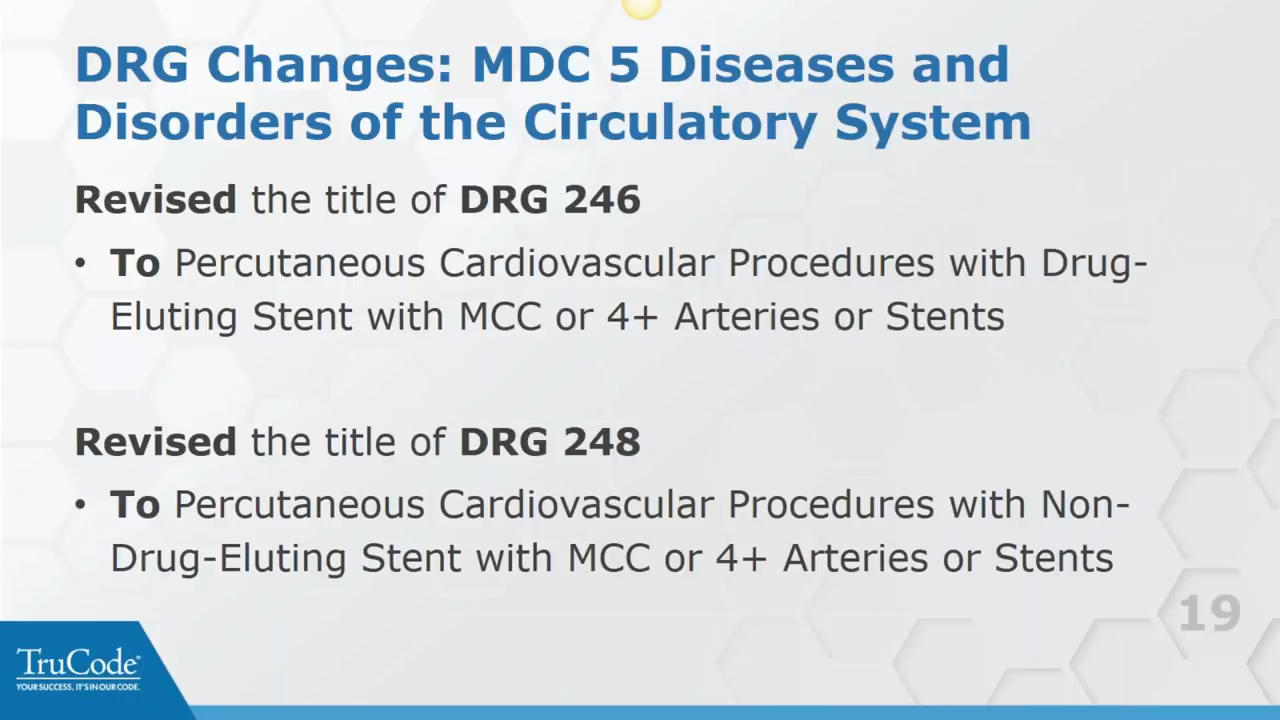 DRG Changes: MDC 5 Diseases and
Disorders of the Circulatory System
Revised the title of DRG 246
• To Percutaneous Cardiovascular Procedures with Drug-
Eluting Stent with MCC or 4+ Arteries or Stents
Revised the title of DRG 248
• To Percutaneous Cardiovascular Procedures with Non-
Drug-Eluting Stent with MCC or 4+ Arteries or Stents
19
TruCode®
YOUR SUCCESS, IT'S IN OUR CODE.